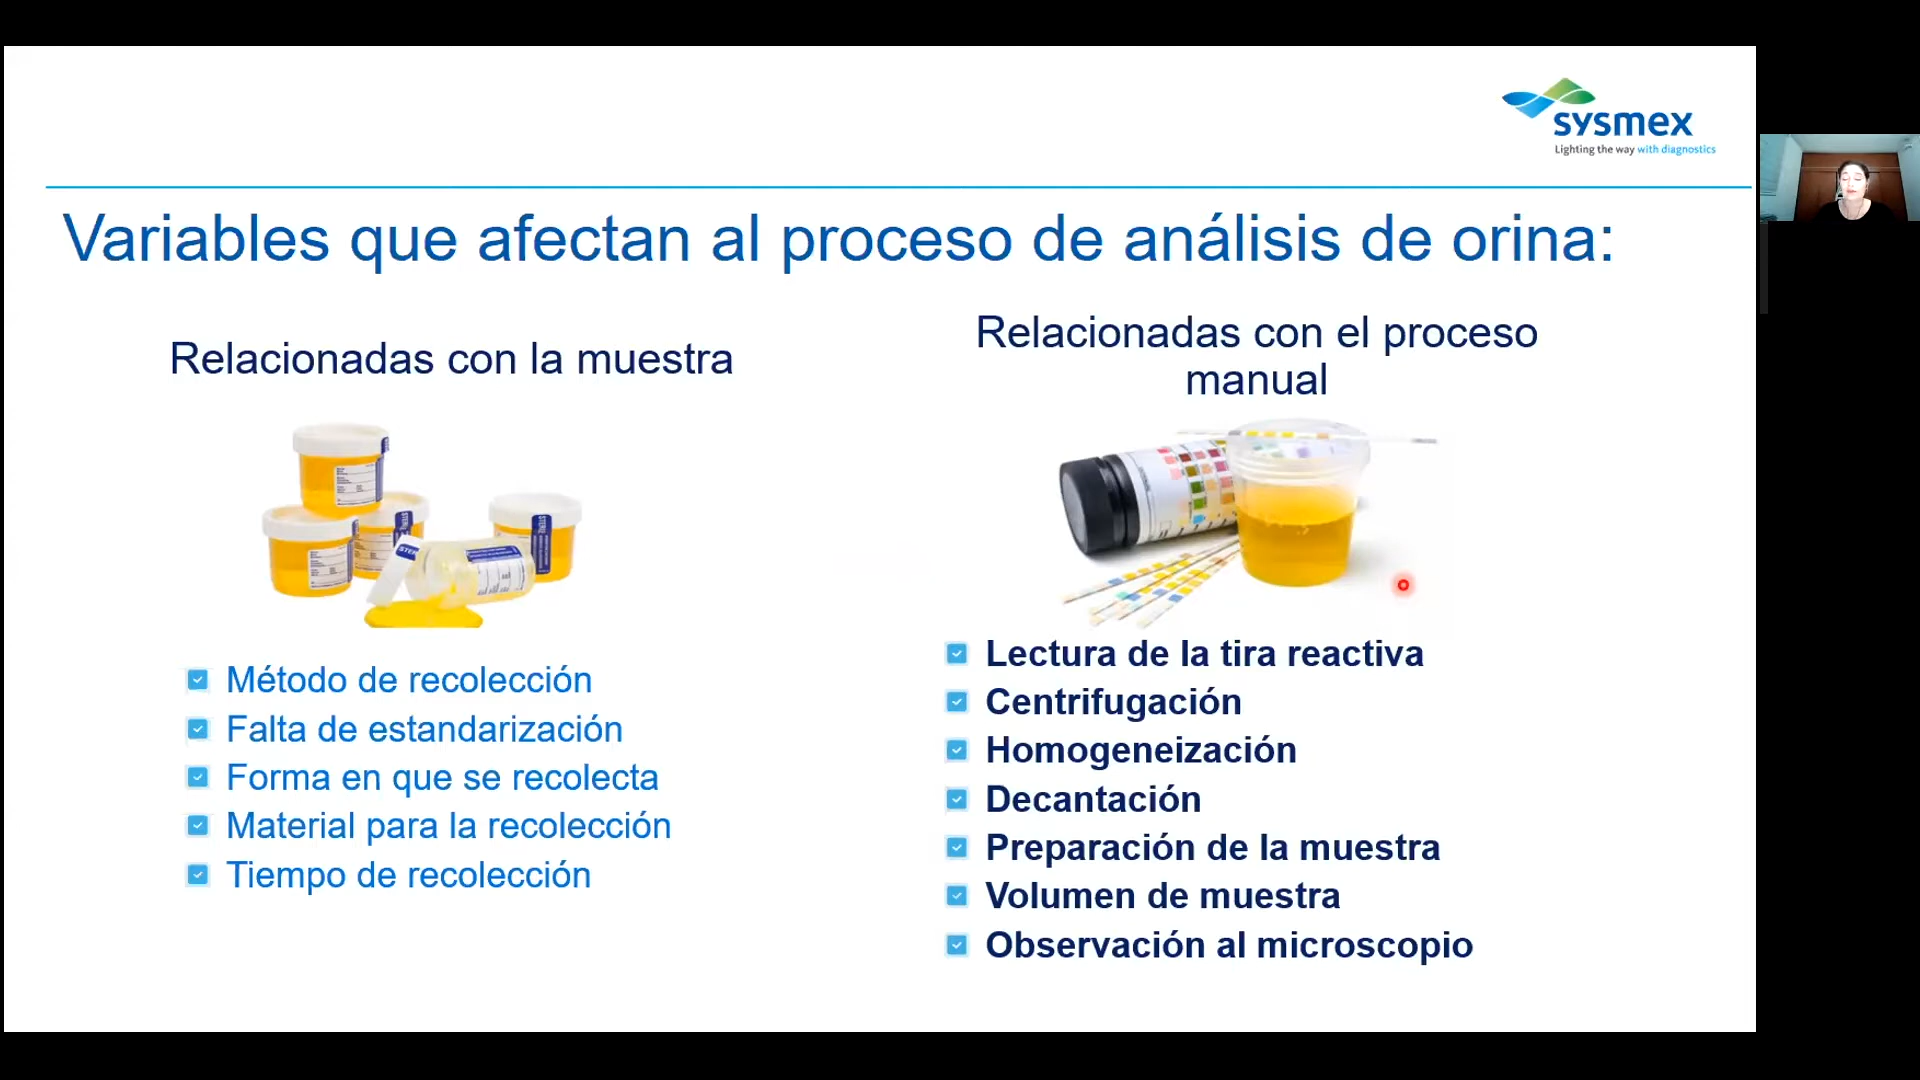 sysmex
Lighting the way with diagnostics
Variables que afectan al proceso de análisis de orina:
Relacionadas con la muestra
Método de recolección
Falta de estandarización
Forma en que se recolecta
Material para la recolección
Tiempo de recolección
Relacionadas con el proceso
manual
Lectura de la tira reactiva
Centrifugación
Homogeneización
Decantación
Preparación de la muestra
Volumen de muestra
Observación al microscopio